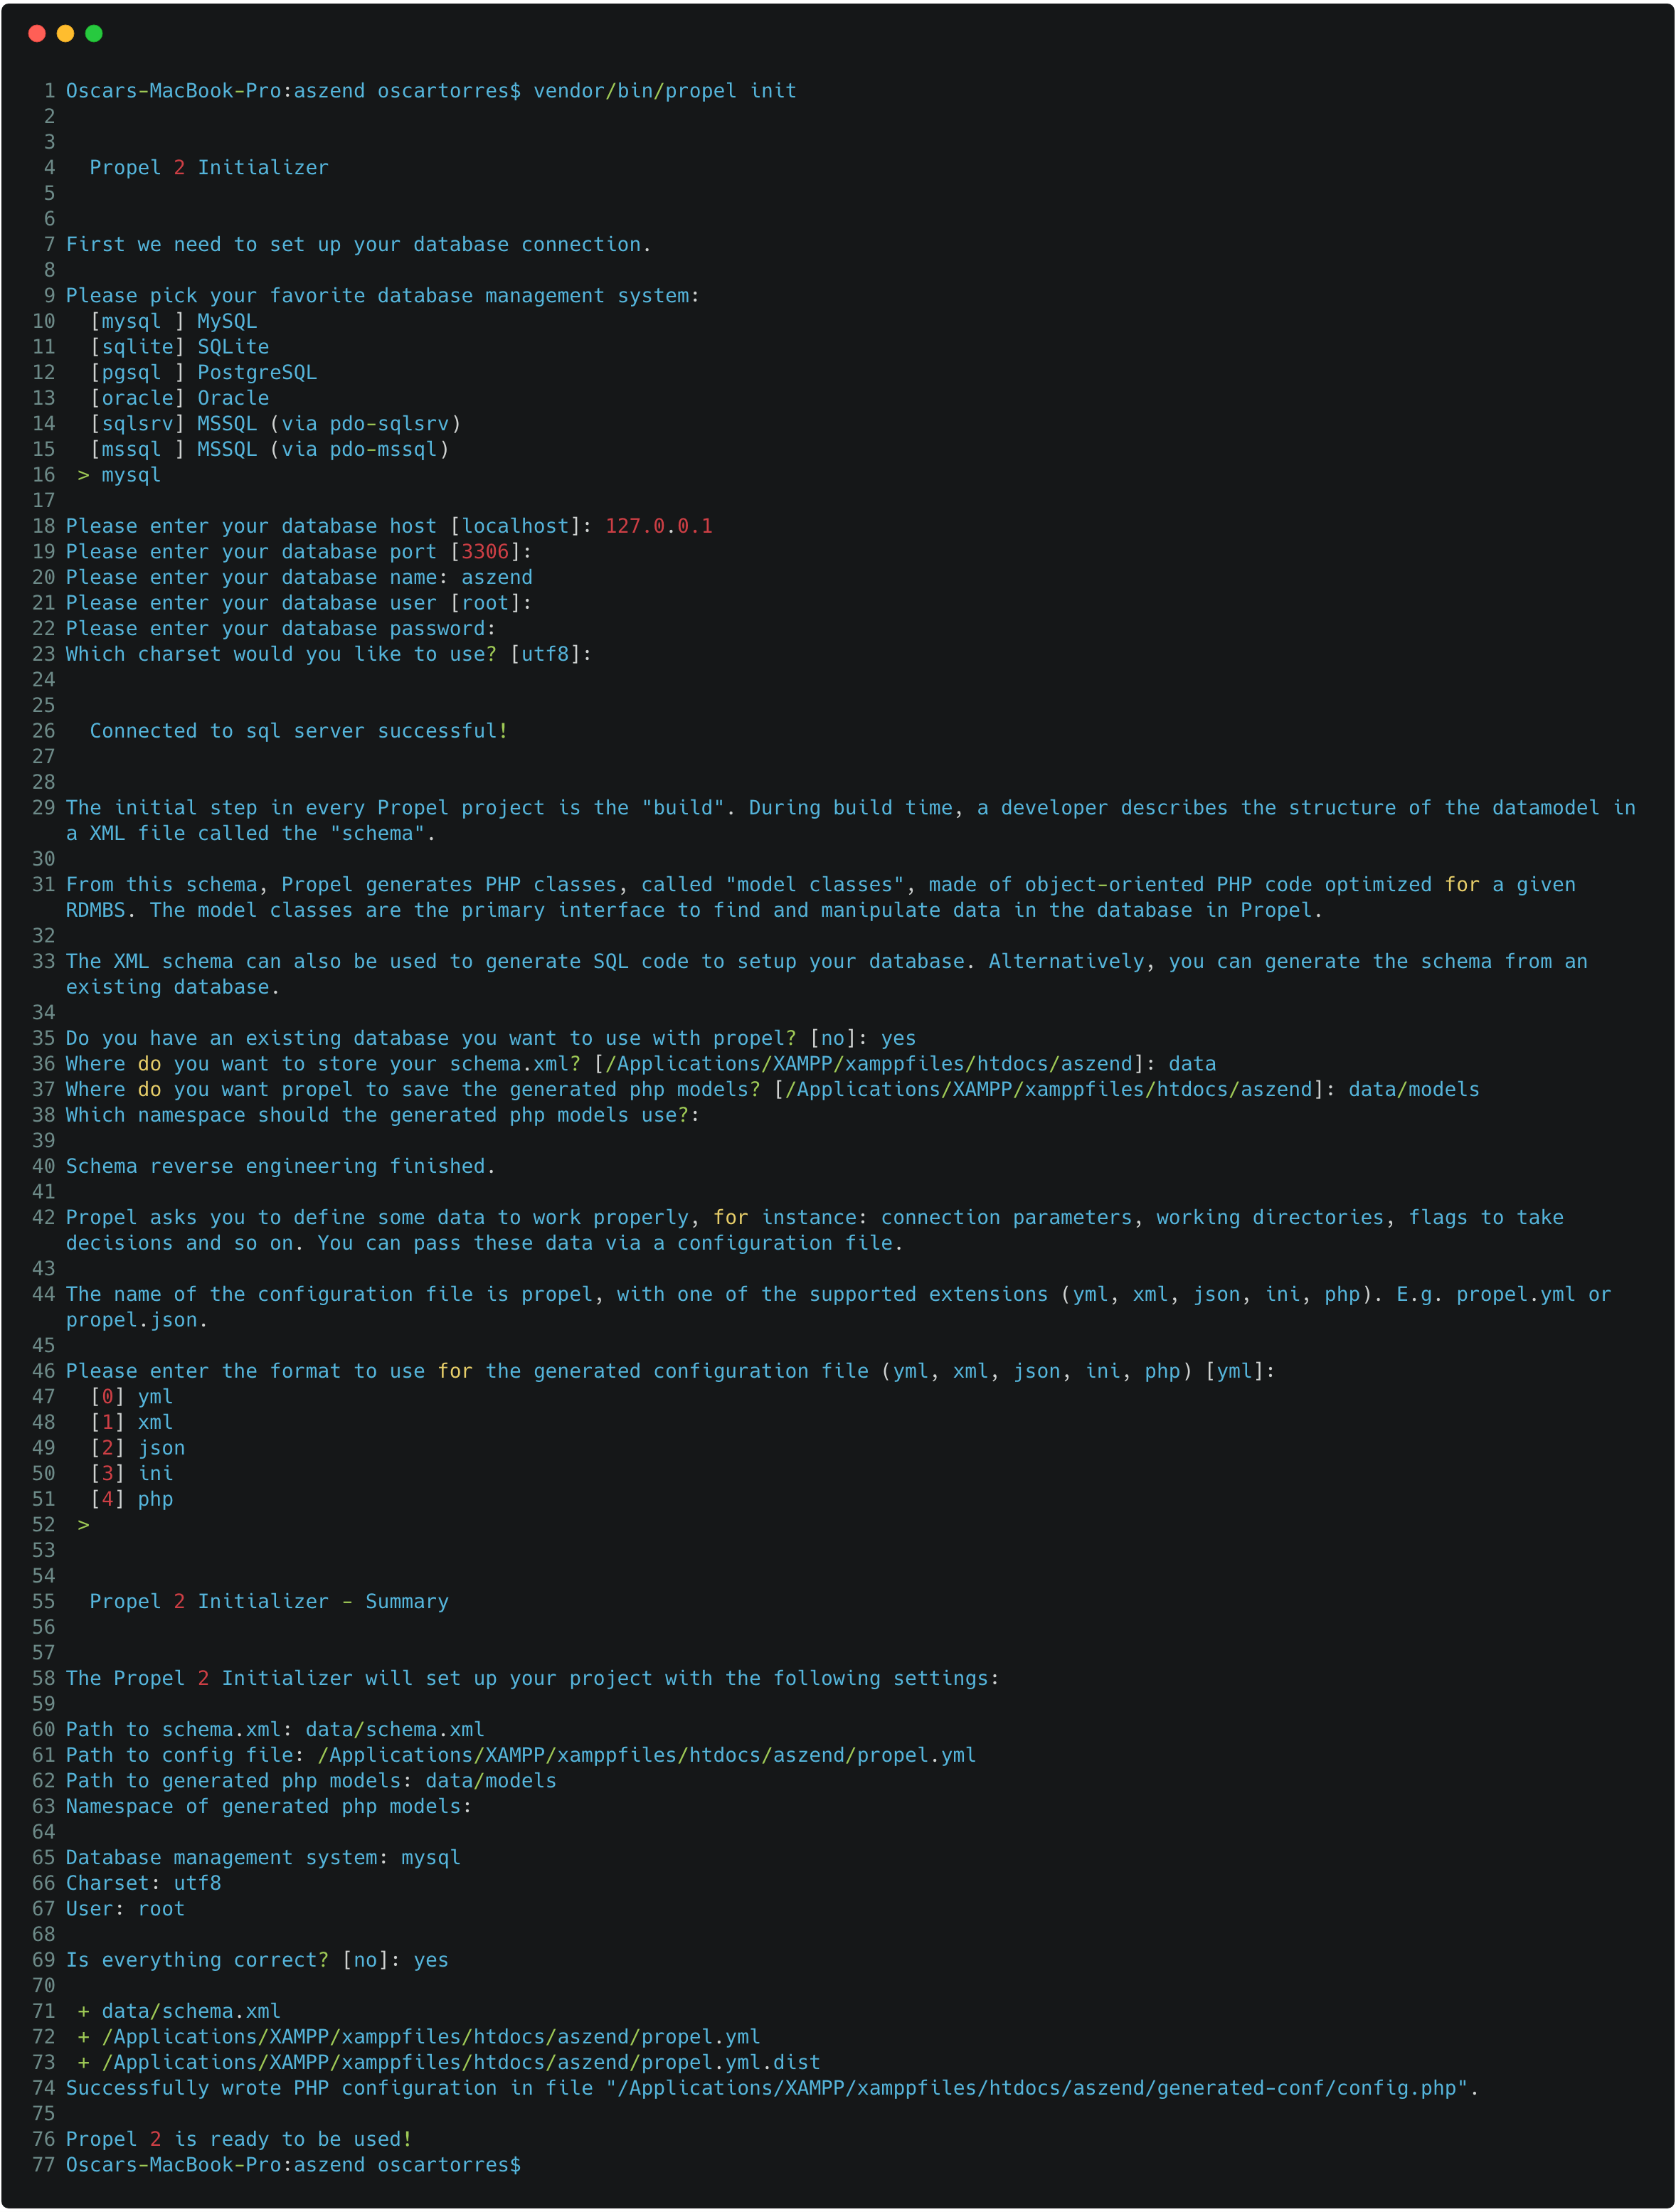 1 Oscars-MacBook-Pro:aszend oscartorres$ vendor/bin/propel init
2
3
4   Propel 2 Initializer
5
6
7 First we need to set up your database connection.
8
9 Please pick your favorite database management system:
10   [mysql ] MySQL
11   [sqlite] SQLite
12   [pgsql ] PostgreSQL
13   [oracle] Oracle
14   [sqlsrv] MSSQL (via pdo-sqlsrv)
15   [mssql ] MSSQL (via pdo-mssql)
16  > mysql
17
18 Please enter your database host [localhost]: 127.0.0.1
19 Please enter your database port [3306]:
20 Please enter your database name: aszend
21 Please enter your database user [root]:
22 Please enter your database password:
23 Which charset would you like to use? [utf8]:
24
25
26   Connected to sql server successful!
27
28
29 The initial step in every Propel project is the "build". During build time, a developer describes the structure of the datamodel in
a XML file called the "schema".
30
31 From this schema, Propel generates PHP classes, called "model classes", made of object-oriented PHP code optimized for a given
RDMBS. The model classes are the primary interface to find and manipulate data in the database in Propel.
32
33 The XML schema can also be used to generate SQL code to setup your database. Alternatively, you can generate the schema from an
existing database.
34
35 Do you have an existing database you want to use with propel? [no]: yes
36 Where do you want to store your schema.xml? [/Applications/XAMPP/xamppfiles/htdocs/aszend]: data
37 Where do you want propel to save the generated php models? [/Applications/XAMPP/xamppfiles/htdocs/aszend]: data/models
38 Which namespace should the generated php models use?:
39
40 Schema reverse engineering finished.
41
42 Propel asks you to define some data to work properly, for instance: connection parameters, working directories, flags to take
decisions and so on. You can pass these data via a configuration file.
43
44 The name of the configuration file is propel, with one of the supported extensions (yml, xml, json, ini, php). E.g. propel.yml or
propel.json.
45
46 Please enter the format to use for the generated configuration file (yml, xml, json, ini, php) [yml]:
47   [0] yml
48   [1] xml
49   [2] json
50   [3] ini
51   [4] php
52  >
53
54
55   Propel 2 Initializer - Summary
56
57
58 The Propel 2 Initializer will set up your project with the following settings:
59
60 Path to schema.xml: data/schema.xml
61 Path to config file: /Applications/XAMPP/xamppfiles/htdocs/aszend/propel.yml
62 Path to generated php models: data/models
63 Namespace of generated php models:
64
65 Database management system: mysql
66 Charset: utf8
67 User: root
68
69 Is everything correct? [no]: yes
70
71  + data/schema.xml
72  + /Applications/XAMPP/xamppfiles/htdocs/aszend/propel.yml
73  + /Applications/XAMPP/xamppfiles/htdocs/aszend/propel.yml.dist
74 Successfully wrote PHP configuration in file "/Applications/XAMPP/xamppfiles/htdocs/aszend/generated-conf/config.php".
75
76 Propel 2 is ready to be used!
77 Oscars-MacBook-Pro:aszend oscartorres$